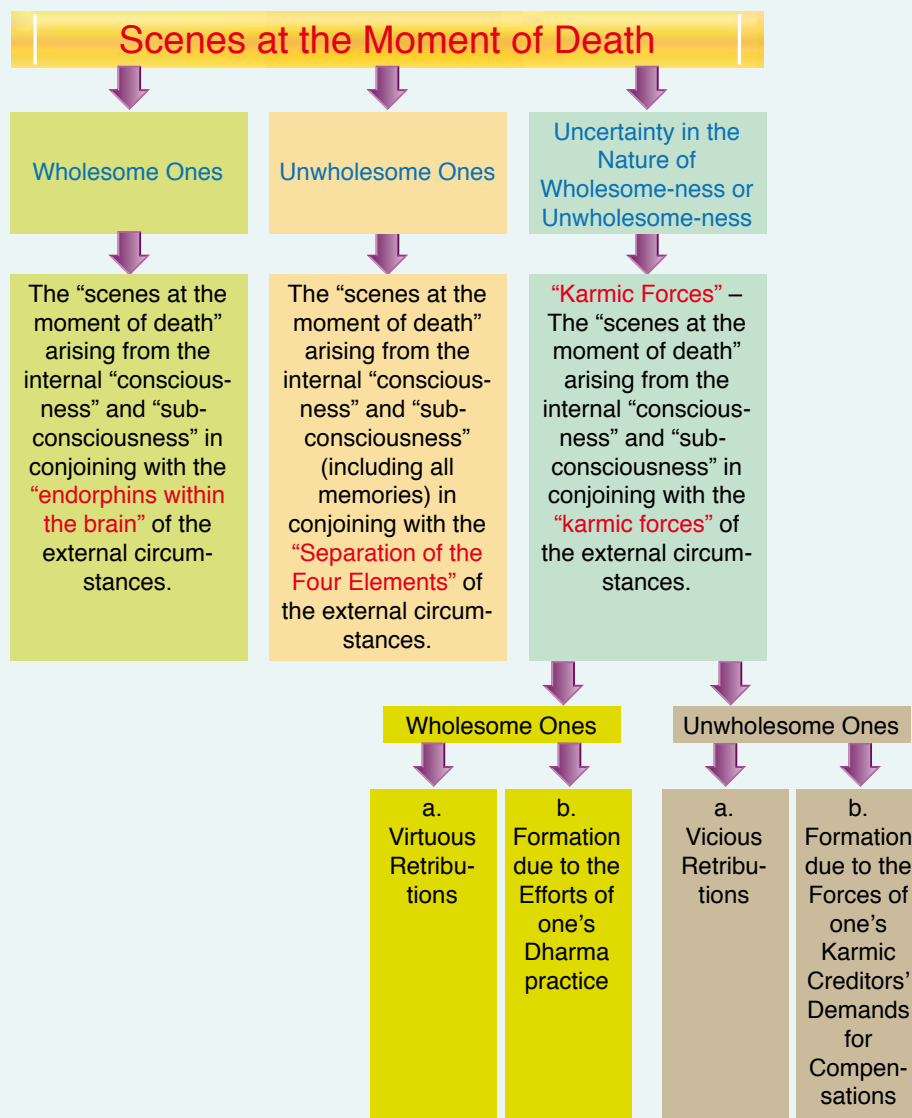 Scenes at the Moment of Death
Wholesome Ones
Unwholesome Ones
Uncertainty in the
Nature of
Wholesome-ness or
Unwholesome-ness
The “scenes at the
moment of death”
arising from the
internal “conscious-
ness” and “sub-
consciousness” in
conjoining with the
“endorphins within
the brain” of the
external circum-
stances.
The “scenes at the
moment of death”
arising from the
internal “conscious-
ness” and “sub-
consciousness”
(including all
memories) in
conjoining with the
“Separation of the
Four Elements” of
the external circum-
stances.
“Karmic Forces” –
The “scenes at the
moment of death”
arising from the
internal “conscious-
ness” and “sub-
consciousness” in
conjoining with the
“karmic forces” of
the external circum-
stances.
Wholesome Ones
Unwholesome Ones
a.
Virtuous
Retribu-
tions
b.
Formation
due to the
Efforts of
one’s
Dharma
practice
a.
Vicious
Retribu-
tions
b.
Formation
due to the
Forces of
one’s
Karmic
Creditors’
Demands
for
Compen-
sations